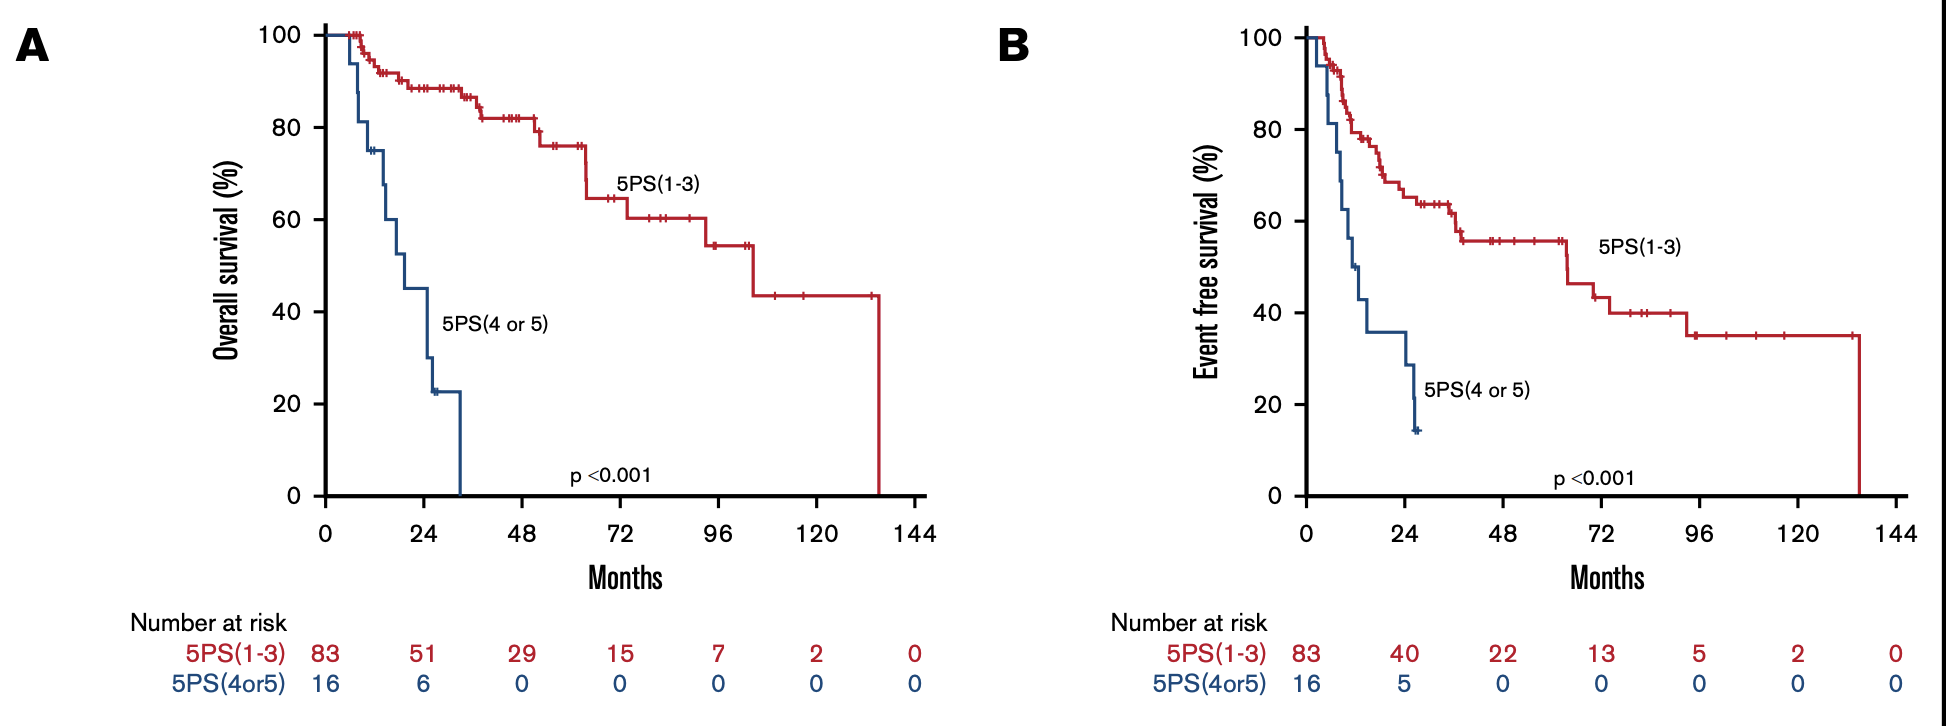 A
Overall survival (%)
100
80
60
40
20
0
5PS(1-3)
5PS(4 or 5)
p <0.001
0 24 48 72 96 120 144
Months
Number at risk
5PS(1-3) 83 51 29 15 7 2 0
5PS(4or5) 16 6 0 0 0 0 0
B
Event free survival (%)
100
80
60
40
20
0
5PS(1-3)
5PS(4 or 5)
p <0.001
0 24 48 72 96 120 144
Months
Number at risk
5PS(1-3) 83 40 22 13 5 2 0
5PS(4or5) 16 5 0 0 0 0 0